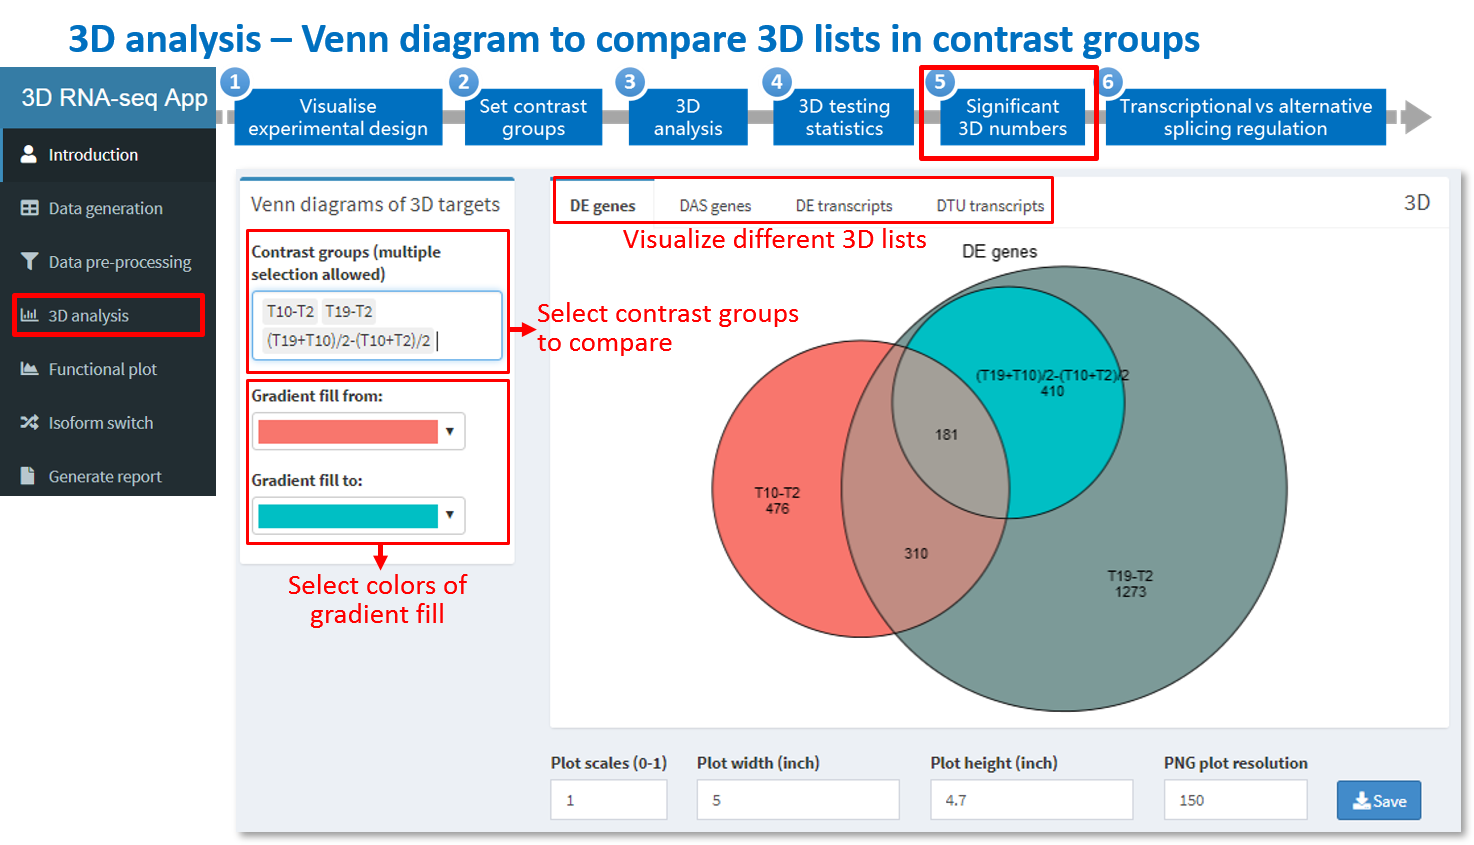 3D analysis – Venn diagram to compare 3D lists in contrast groups
3D RNA-seq App
Introduction
Data generation
Data pre-processing
3D analysis
Functional plot
Isoform switch
Generate report
1
Visualise
experimental design
2
Set contrast
groups
3
3D
analysis
4
3D testing
statistics
5
Significant
3D numbers
6
Transcriptional vs alternative
splicing regulation
Venn diagrams of 3D targets
Contrast groups (multiple
selection allowed)
T10-T2 T19-T2
(T19+T10)/2-(T10+T2)/2
Select contrast groups
to compare
Gradient fill from:
Gradient fill to:
Select colors of
gradient fill
DE genes DAS genes DE transcripts DTU transcripts
3D
Visualize different 3D lists
DE genes
(T19+T10)/2-(T10+T2)/2
410
181
T10-T2
476
310
T19-T2
1273
Plot scales (0-1)
1
Plot width (inch)
5
Plot height (inch)
4.7
PNG plot resolution
150
Save